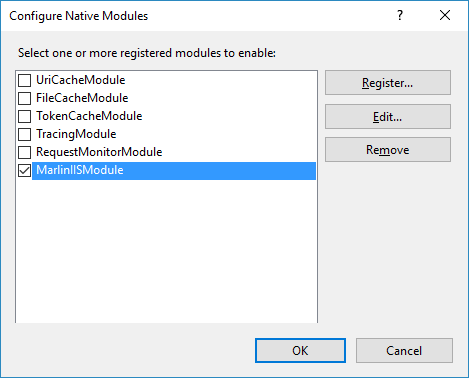 Configure Native Modules
?
Select one or more registered modules to enable:
UriCacheModule
FileCacheModule
TokenCacheModule
TracingModule
RequestMonitorModule
MarlinIISModule
Register...
Edit...
Remove
OK
Cancel